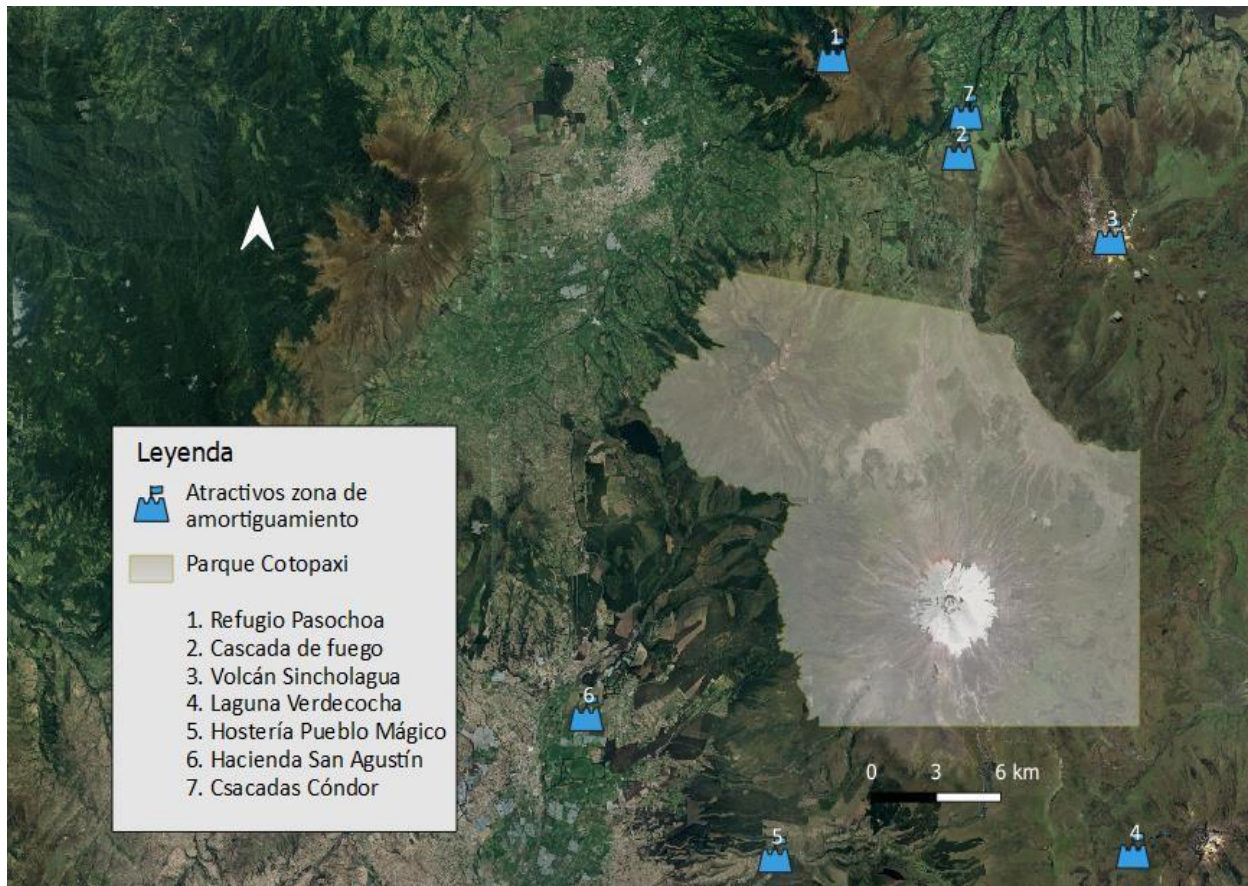 1
7
2
3
Leyenda
Atractivos zona de
amortiguamiento
Parque Cotopaxi
1. Refugio Pasochoa
2. Cascada de fuego
3. Volcán Sincholagua
4. Laguna Verdecocha
5. Hostería Pueblo Mágico
6. Hacienda San Agustín
7. Csacadas Cóndor
6
0 3 6 km
5
4